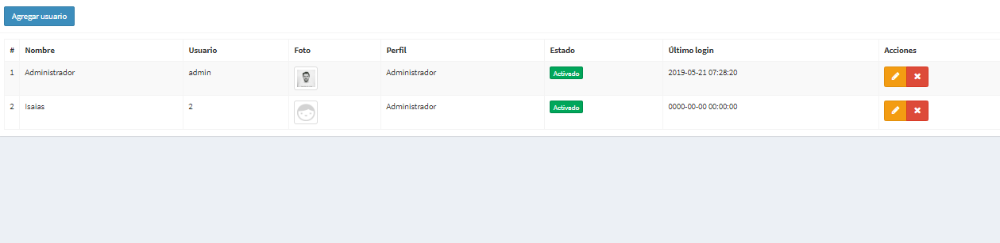 Agregar usuario
# Nombre Usuario Foto Perfil Estado Último login Acciones
1 Administrador admin Administrador Activado 2019-05-21 07:28:20
2 Isaias 2 Administrador Activado 0000-00-00 00:00:00